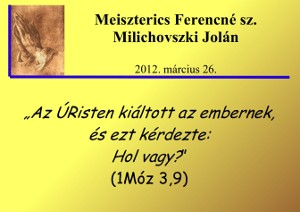 Meiszterics Ferencné sz.
Milichovszki Jolán
2012. március 26.
„Az ÚRisten kiáltott az embernek,
és ezt kérdezte:
Hol vagy?"
(1Móz 3,9)